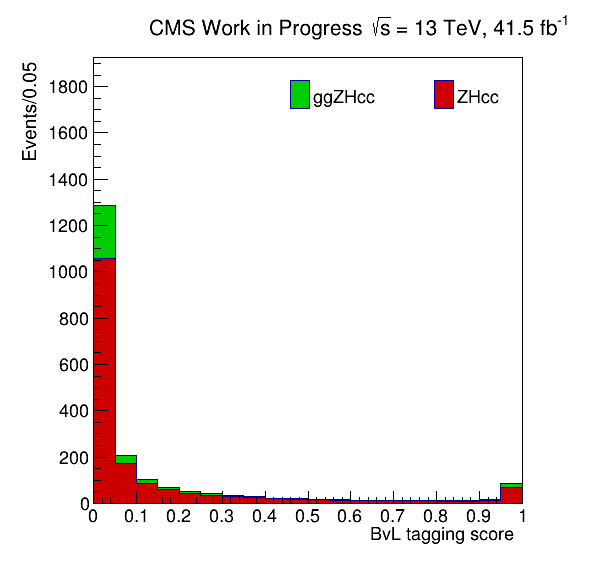 CMS Work in Progress √s = 13 TeV, 41.5 fb⁻¹
Events/0.05
ggZHcc ZHcc
1800
1600
1400
1200
1000
800
600
400
200
0
0 0.1 0.2 0.3 0.4 0.5 0.6 0.7 0.8 0.9 1
BvL tagging score